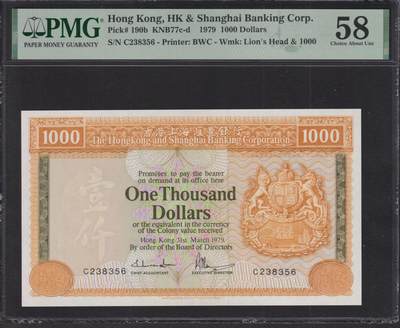 PMG
PAPER MONEY GUARANTY
Hong Kong, HK & Shanghai Banking Corp.
Pick# 190b KNB77c-d 1979 1000 Dollars
S/N C238356 - Printer: BWC - Wmk: Lion's Head & 1000
58
Choice About Unc
1000
1000
The Hongkong and Shanghai Banking Corporation
Promises to pay the bearer
on demand at its office here
One Thousand
Dollars
or the equivalent in the currency
of the Colony value received
Hong Kong 31st March 1979
By order of the Board of Directors
C238356
CHIEF ACCOUNTANT
EXECUTIVE DIRECTOR
C238356